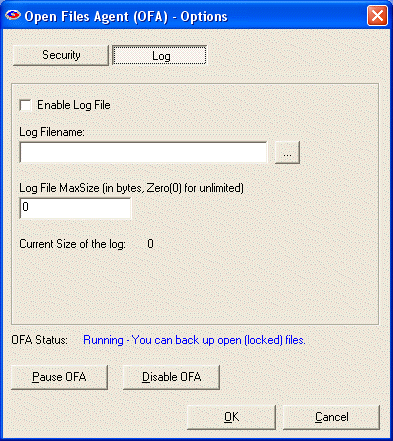 Open Files Agent (OFA) - Options
Security
Log
Enable Log File
Log Filename:
...
Log File MaxSize (in bytes, Zero(0) for unlimited)
0
Current Size of the log: 0
OFA Status: Running - You can back up open (locked) files.
Pause OFA
Disable OFA
OK
Cancel